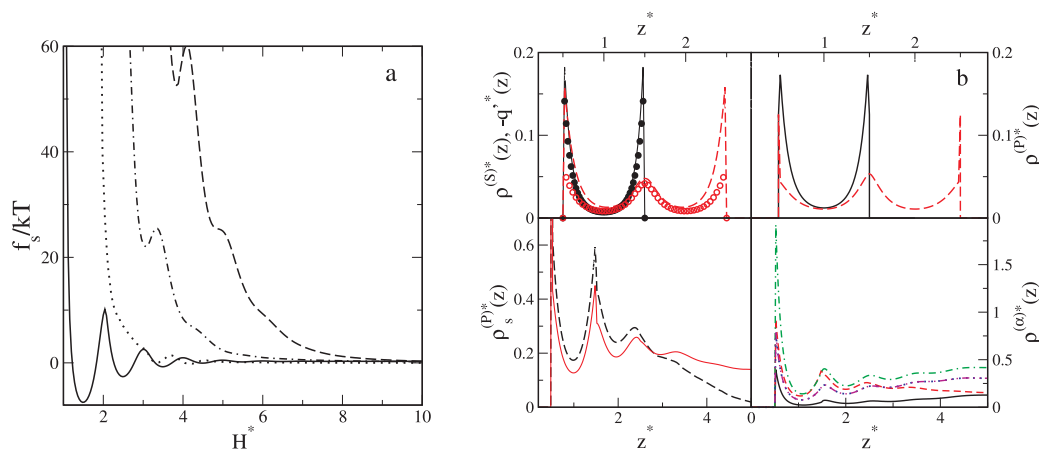 60
40
20
0
f_s/kT
a
2 4 6 8 10
H*
z*
1 2
0.2
0.1
0
ρ^(S)*(z), -q'^*(z)
z*
1 2
b
0.2
0.1
0
ρ^(P)*(z)
0.6
0.4
0.2
0
ρ_s^(P)*(z)
2 4
z*
0 2 4
z*
1.5
1
0.5
0
ρ^(α)*(z)